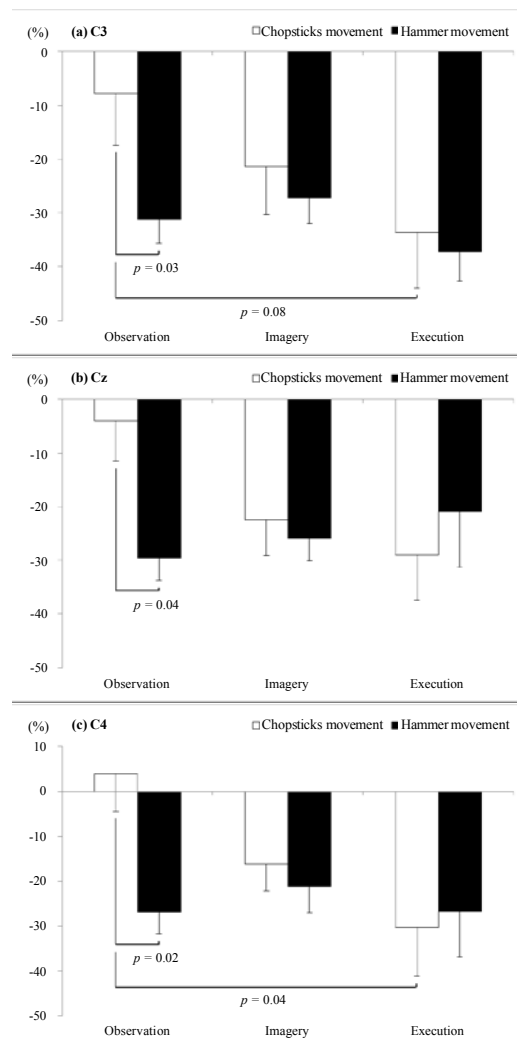 (%) (a) C3 Chopsticks movement Hammer movement
0
-10
-20
-30
-40
-50
p = 0.03
p = 0.08
Observation Imagery Execution
(%) (b) Cz Chopsticks movement Hammer movement
0
-10
-20
-30
-40
-50
p = 0.04
Observation Imagery Execution
(%) (c) C4 Chopsticks movement Hammer movement
10
0
-10
-20
-30
-40
-50
p = 0.02
p = 0.04
Observation Imagery Execution